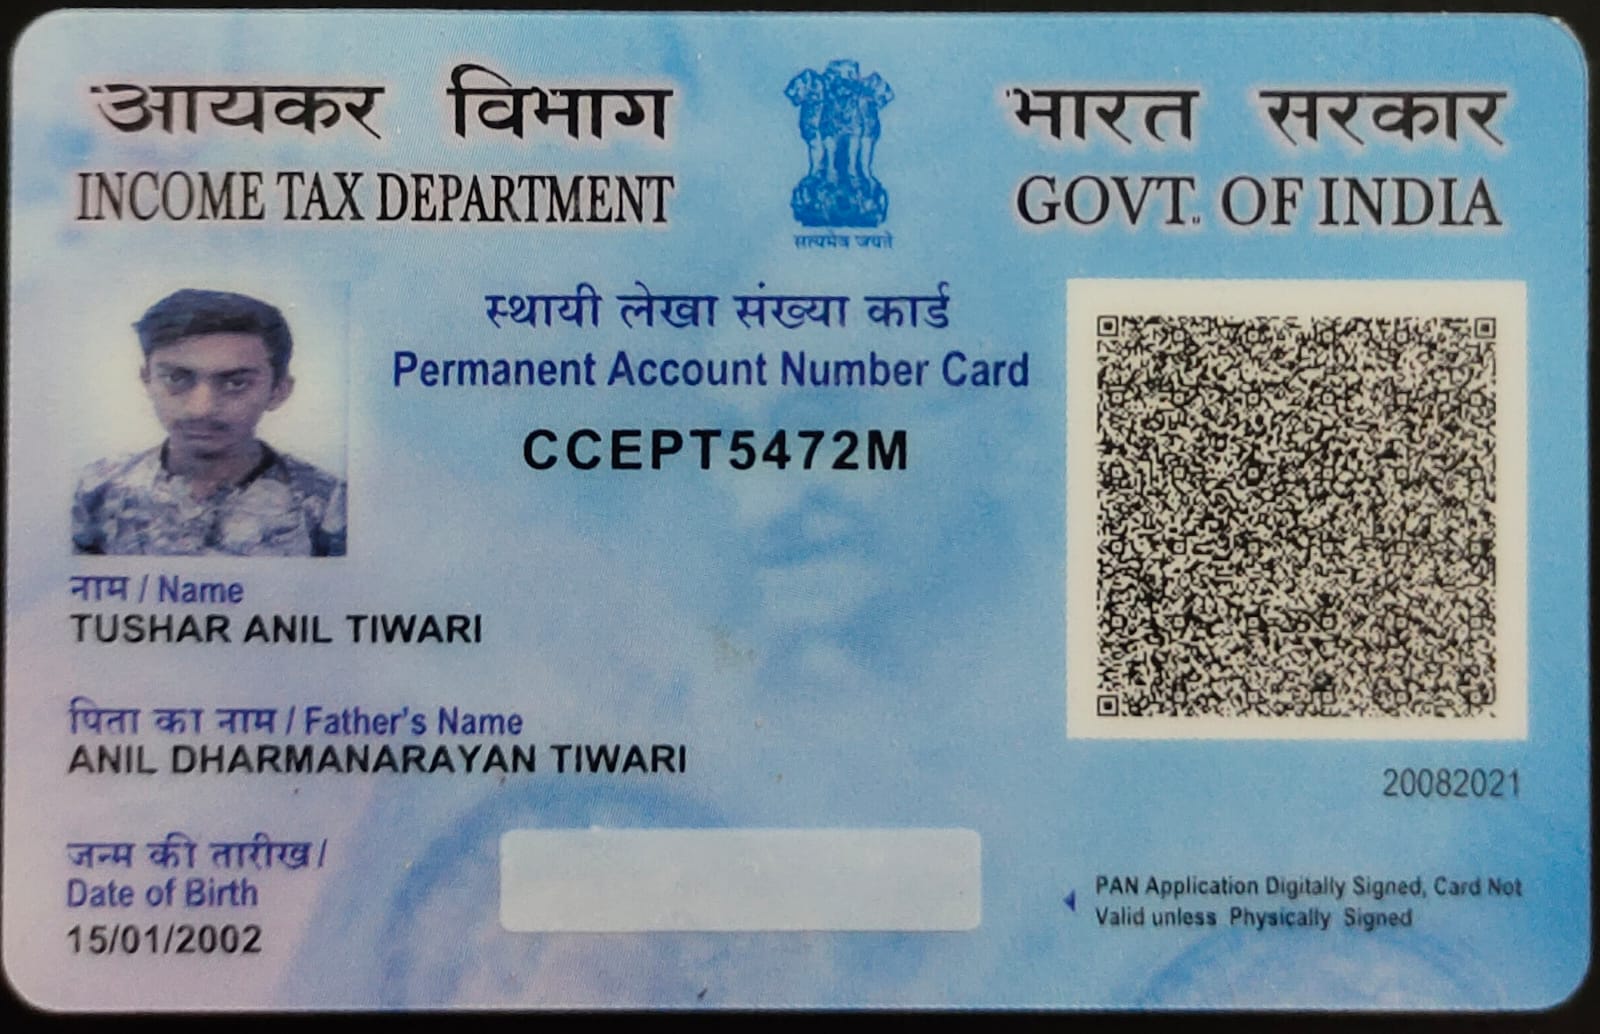 आयकर विभाग
INCOME TAX DEPARTMENT
सत्यमेव जयते
भारत सरकार
GOVT. OF INDIA
स्थायी लेखा संख्या कार्ड
Permanent Account Number Card
CCEPT5472M
नाम / Name
TUSHAR ANIL TIWARI
पिता का नाम / Father's Name
ANIL DHARMANARAYAN TIWARI
जन्म की तारीख /
Date of Birth
15/01/2002
20082021
PAN Application Digitally Signed, Card Not
Valid unless Physically Signed